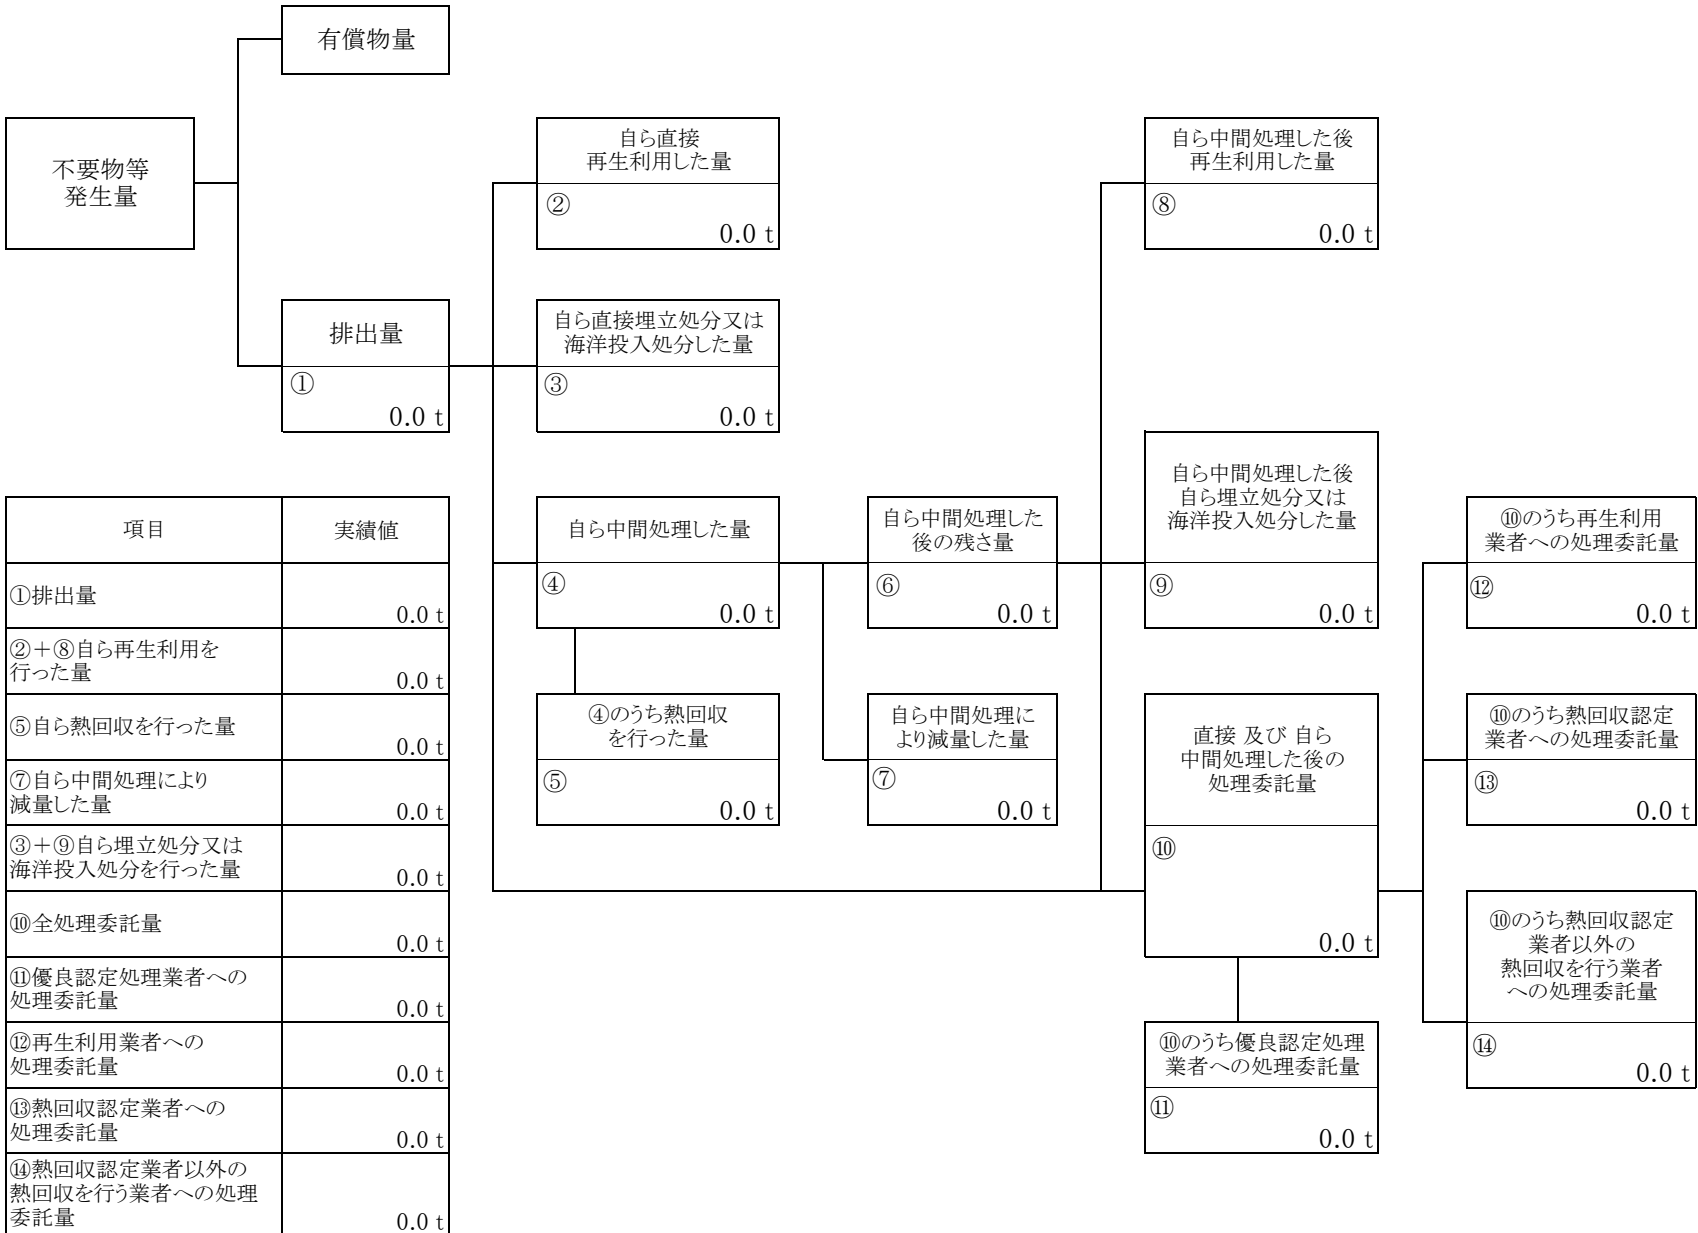 有償物量
不要物等
発生量
自ら直接
再生利用した量
②
0.0 t
自ら中間処理した後
再生利用した量
⑧
0.0 t
排出量
①
0.0 t
自ら直接埋立処分又は
海洋投入処分した量
③
0.0 t
自ら中間処理した量
④
0.0 t
自ら中間処理した
後の残さ量
⑥
0.0 t
自ら中間処理した後
自ら埋立処分又は
海洋投入処分した量
⑨
0.0 t
⑩のうち再生利用
業者への処理委託量
⑫
0.0 t
④のうち熱回収
を行った量
⑤
0.0 t
自ら中間処理に
より減量した量
⑦
0.0 t
直接 及び 自ら
中間処理した後の
処理委託量
⑩
0.0 t
⑩のうち熱回収認定
業者への処理委託量
⑬
0.0 t
⑩のうち熱回収認定
業者以外の
熱回収を行う業者
への処理委託量
⑭
0.0 t
⑩のうち優良認定処理
業者への処理委託量
⑪
0.0 t
項目 実績値
①排出量
0.0 t
②＋⑧自ら再生利用を
行った量
0.0 t
⑤自ら熱回収を行った量
0.0 t
⑦自ら中間処理により
減量した量
0.0 t
③＋⑨自ら埋立処分又は
海洋投入処分を行った量
0.0 t
⑩全処理委託量
0.0 t
⑪優良認定処理業者への
処理委託量
0.0 t
⑫再生利用業者への
処理委託量
0.0 t
⑬熱回収認定業者への
処理委託量
0.0 t
⑭熱回収認定業者以外の
熱回収を行う業者への処理
委託量
0.0 t